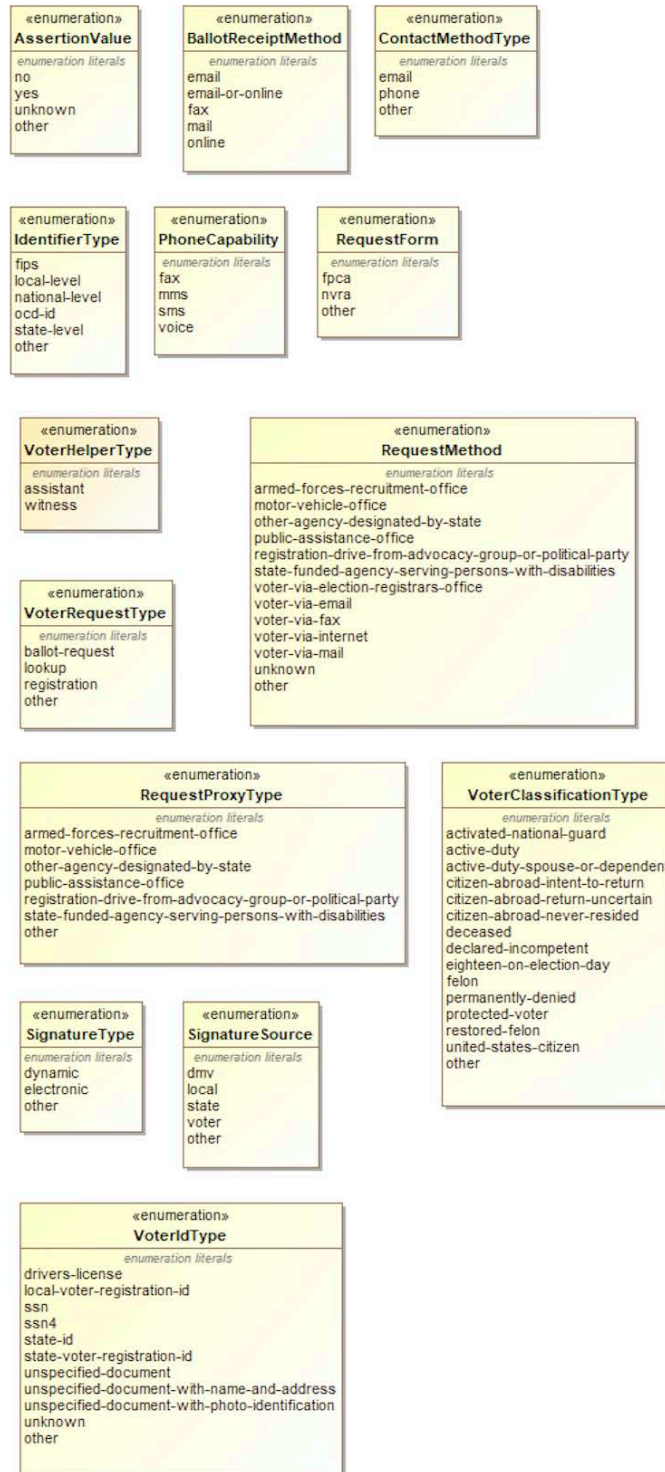 «enumeration»
AssertionValue
enumeration literals
no
yes
unknown
other
«enumeration»
BallotReceiptMethod
enumeration literals
email
email-or-online
fax
mail
online
«enumeration»
ContactMethodType
enumeration literals
email
phone
other
«enumeration»
IdentifierType
enumeration literals
fips
local-level
national-level
ocd-id
state-level
other
«enumeration»
PhoneCapability
enumeration literals
fax
mms
sms
voice
«enumeration»
RequestForm
enumeration literals
fpca
nvra
other
«enumeration»
VoterHelperType
enumeration literals
assistant
witness
«enumeration»
RequestMethod
enumeration literals
armed-forces-recruitment-office
motor-vehicle-office
other-agency-designated-by-state
public-assistance-office
registration-drive-from-advocacy-group-or-political-party
state-funded-agency-serving-persons-with-disabilities
voter-via-election-registrars-office
voter-via-email
voter-via-fax
voter-via-internet
voter-via-mail
unknown
other
«enumeration»
VoterRequestType
enumeration literals
ballot-request
lookup
registration
other
«enumeration»
RequestProxyType
enumeration literals
armed-forces-recruitment-office
motor-vehicle-office
other-agency-designated-by-state
public-assistance-office
registration-drive-from-advocacy-group-or-political-party
state-funded-agency-serving-persons-with-disabilities
other
«enumeration»
VoterClassificationType
enumeration literals
activated-national-guard
active-duty
active-duty-spouse-or-dependent
citizen-abroad-intent-to-return
citizen-abroad-return-uncertain
citizen-abroad-never-resided
deceased
declared-incompetent
eighteen-on-election-day
felon
permanently-denied
protected-voter
restored-felon
united-states-citizen
other
«enumeration»
SignatureType
enumeration literals
dynamic
electronic
other
«enumeration»
SignatureSource
enumeration literals
dmv
local
state
voter
other
«enumeration»
VoterIdType
enumeration literals
drivers-license
local-voter-registration-id
ssn
ssn4
state-id
state-voter-registration-id
unspecified-document
unspecified-document-with-name-and-address
unspecified-document-with-photo-identification
unknown
other